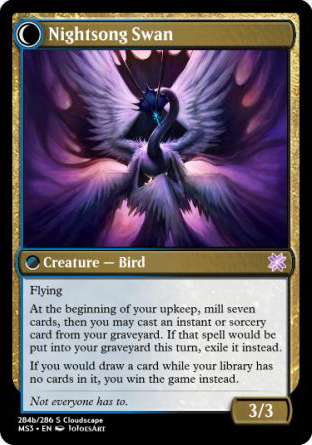 Nightsong Swan
Creature — Bird
Flying
At the beginning of your upkeep, mill seven
cards, then you may cast an instant or sorcery
card from your graveyard. If that spell would
be put into your graveyard this turn, exile it instead.
If you would draw a card while your library has
no cards in it, you win the game instead.
Not everyone has to.
3/3
284b/286 S Cloudscape
MS3 • EN foToEsArt